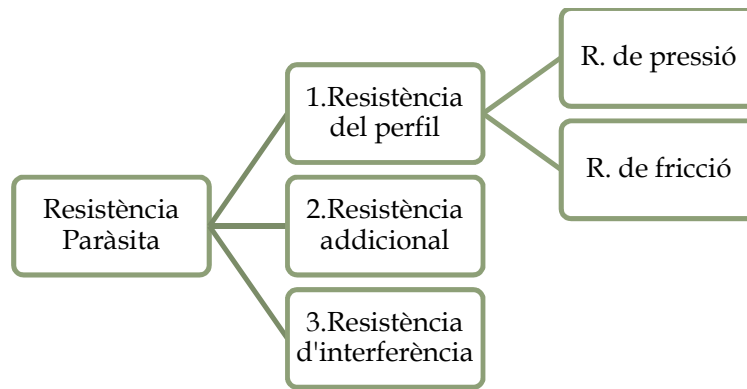 Resistència
Paràsita
1.Resistència
del perfil
R. de pressió
R. de fricció
2.Resistència
addicional
3.Resistència
d'interferència